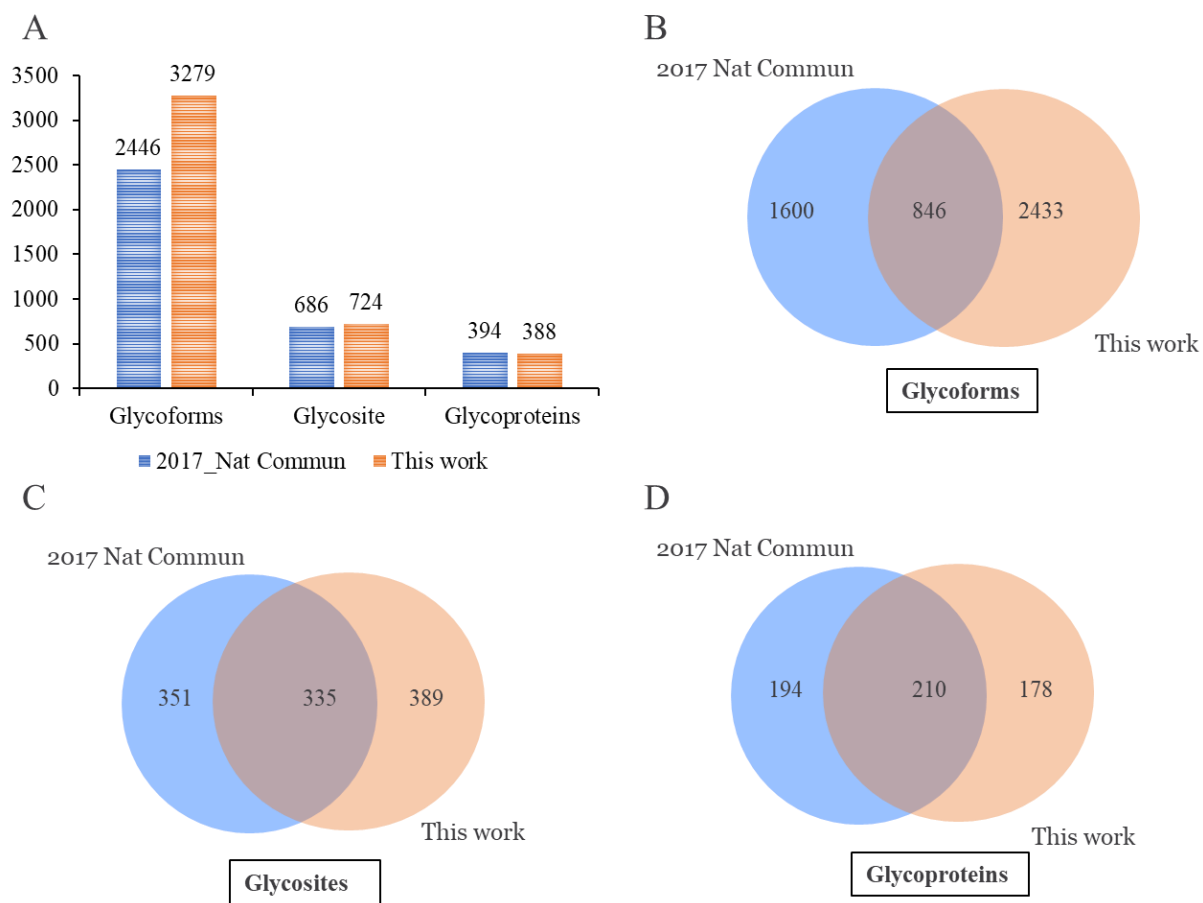 A
3500
3000
2500
2000
1500
1000
500
0
2446
3279
686
724
394
388
Glycoforms
Glycosite
Glycoproteins
2017_Nat Commun
This work
B
2017 Nat Commun
1600
846
2433
This work
Glycoforms
C
2017 Nat Commun
351
335
389
This work
Glycosites
D
2017 Nat Commun
194
210
178
This work
Glycoproteins